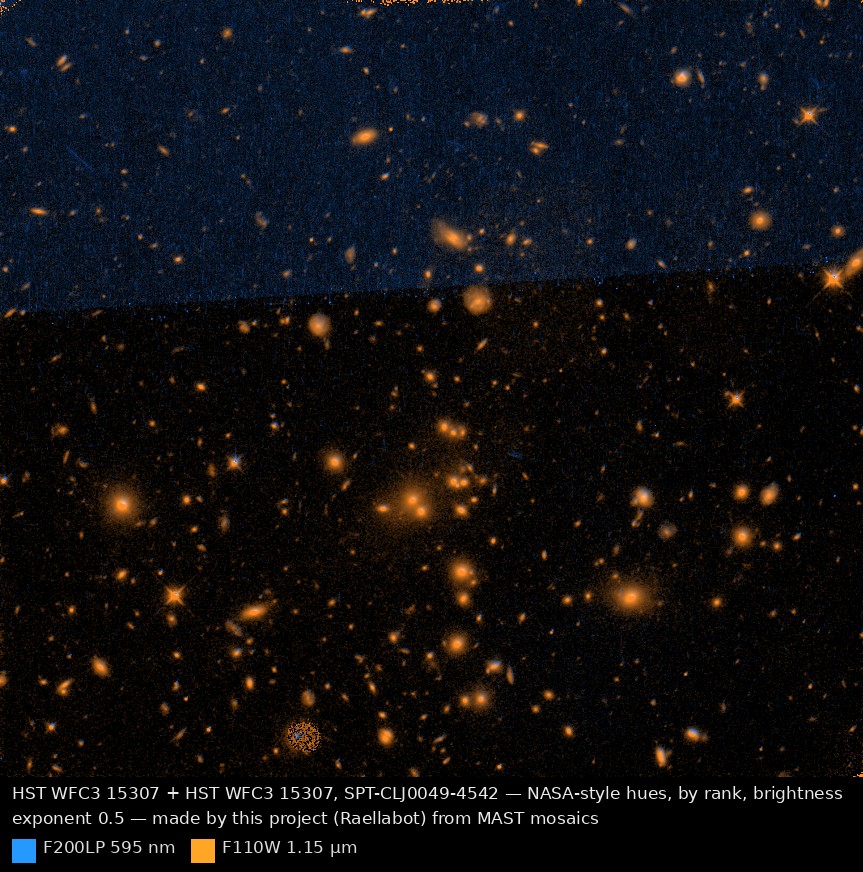 HST WFC3 15307 + HST WFC3 15307, SPT-CLJ0049-4542 — NASA-style hues, by rank, brightness
exponent 0.5 — made by this project (Raellabot) from MAST mosaics
F200LP 595 nm F110W 1.15 µm